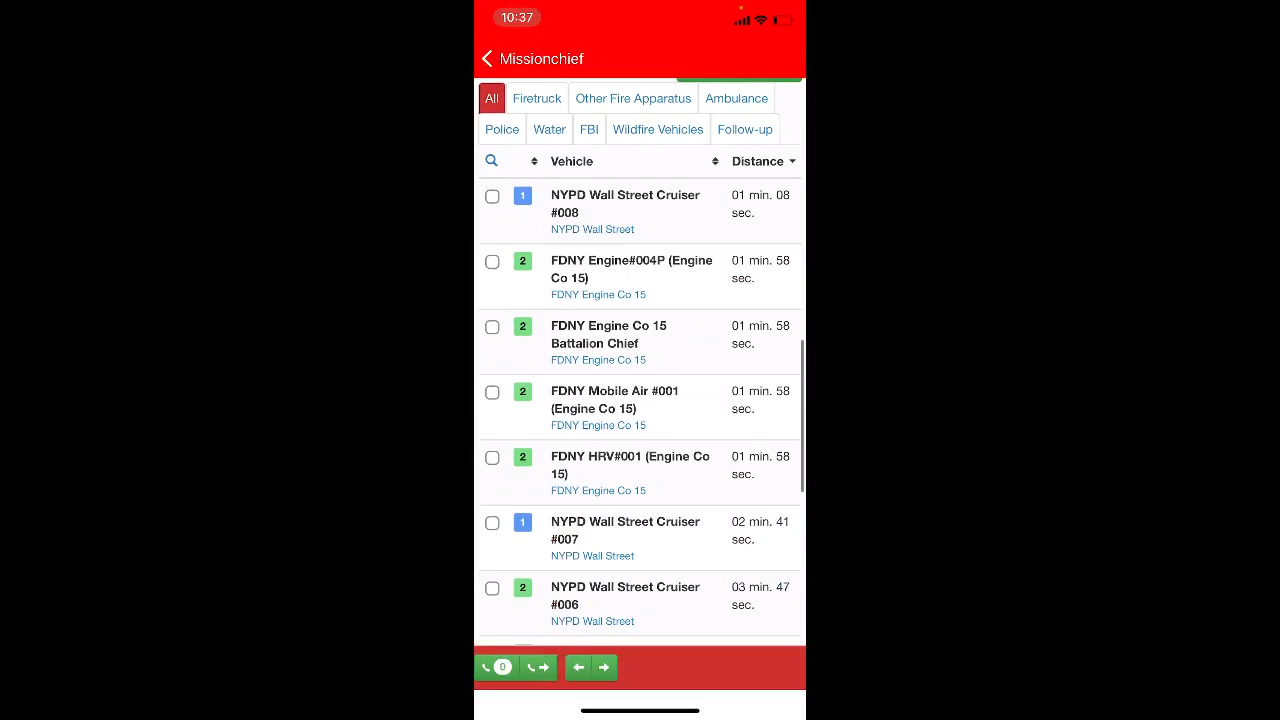 10:37
Missionchief
All Firetruck Other Fire Apparatus Ambulance
Police Water FBI Wildfire Vehicles Follow-up
Vehicle Distance
1 NYPD Wall Street Cruiser 01 min. 08
#008 sec.
NYPD Wall Street
2 FDNY Engine#004P (Engine 01 min. 58
Co 15) sec.
FDNY Engine Co 15
2 FDNY Engine Co 15 01 min. 58
Battalion Chief sec.
FDNY Engine Co 15
2 FDNY Mobile Air #001 01 min. 58
(Engine Co 15) sec.
FDNY Engine Co 15
2 FDNY HRV#001 (Engine Co 01 min. 58
15) sec.
FDNY Engine Co 15
1 NYPD Wall Street Cruiser 02 min. 41
#007 sec.
NYPD Wall Street
2 NYPD Wall Street Cruiser 03 min. 47
#006 sec.
NYPD Wall Street
0